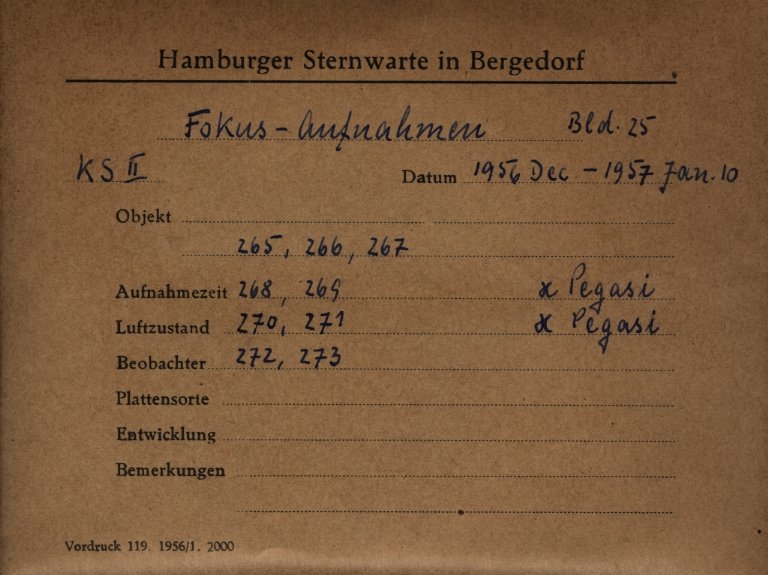 Hamburger Sternwarte in Bergedorf
Fokus-Aufnahmen Bld. 25
KS II Datum 1956 Dec - 1957 Jan. 10
Objekt
265, 266, 267
Aufnahmezeit 268, 269 α Pegasi
Luftzustand 270, 271 α Pegasi
Beobachter 272, 273
Plattensorte
Entwicklung
Bemerkungen
Vordruck 119. 1956/1. 2000